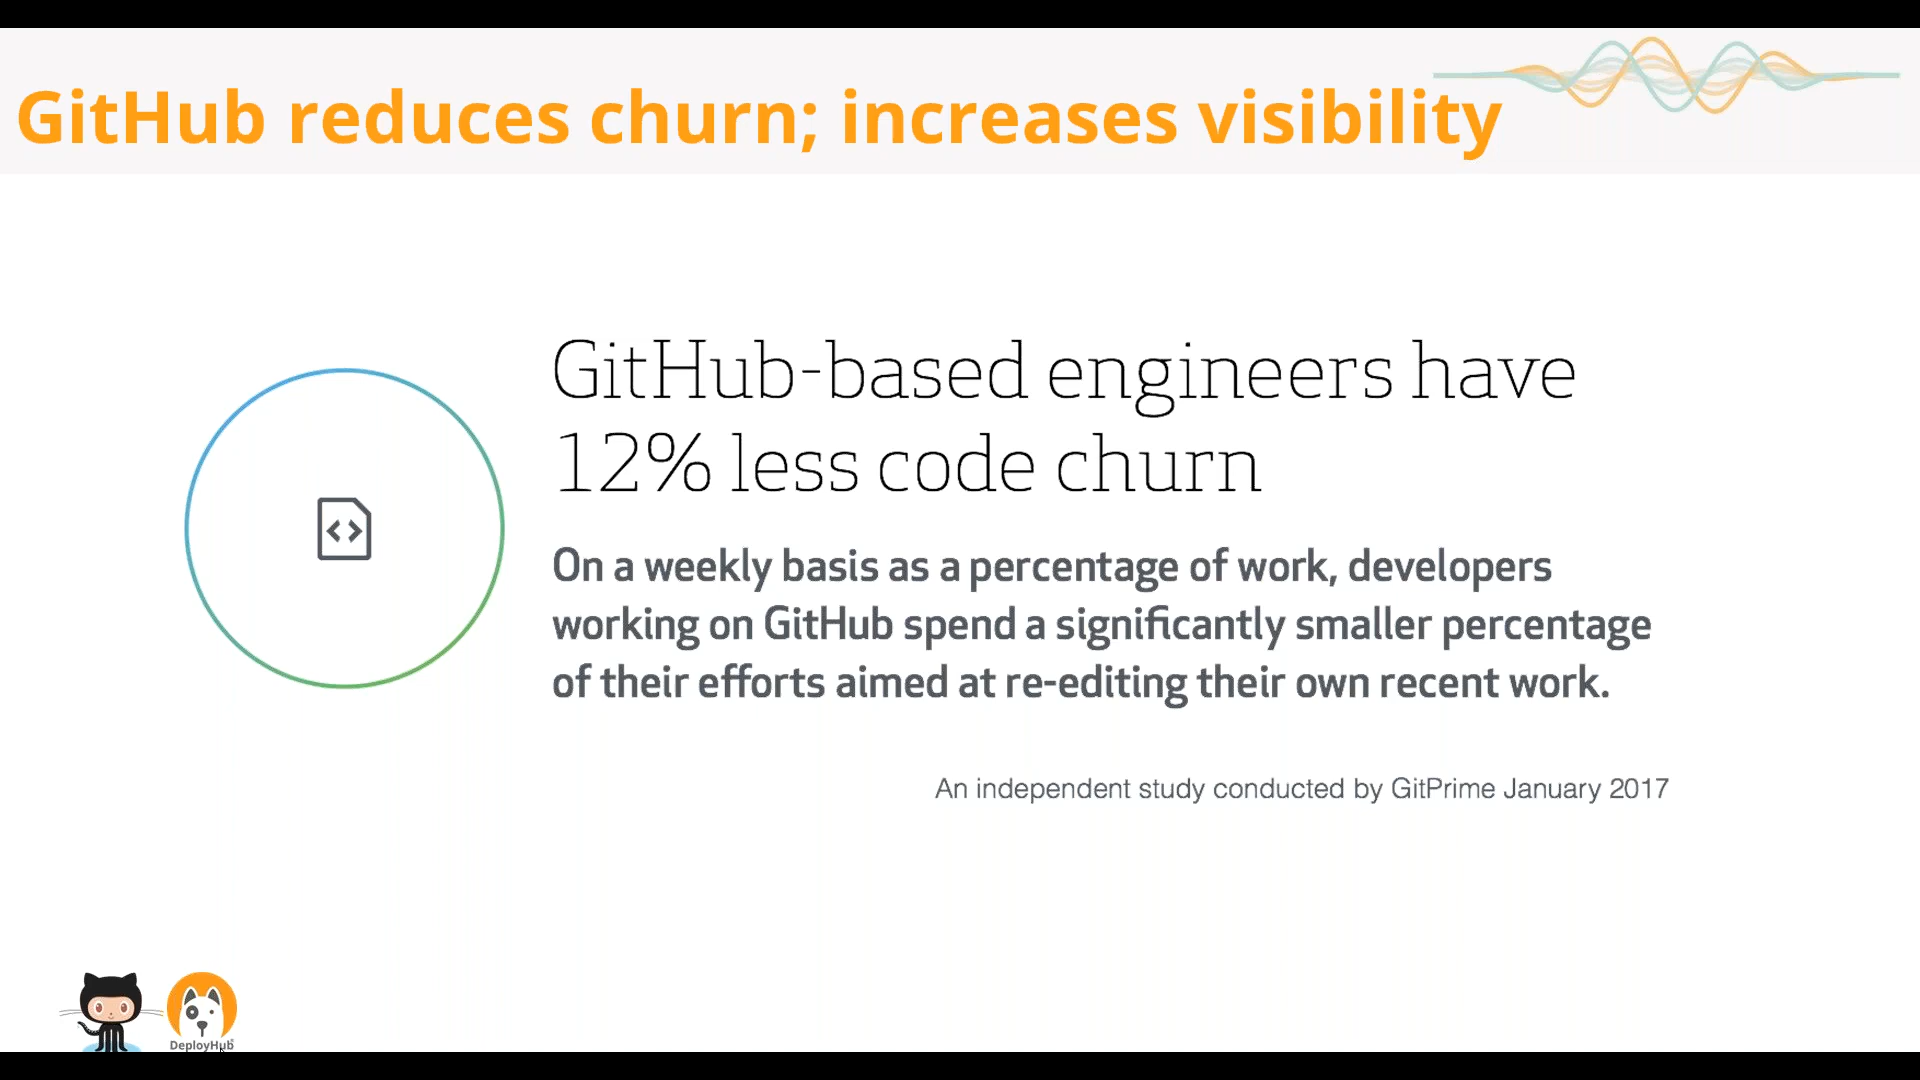 GitHub reduces churn; increases visibility
GitHub-based engineers have
12% less code churn
On a weekly basis as a percentage of work, developers
working on GitHub spend a significantly smaller percentage
of their efforts aimed at re-editing their own recent work.
An independent study conducted by GitPrime January 2017
DeployHub